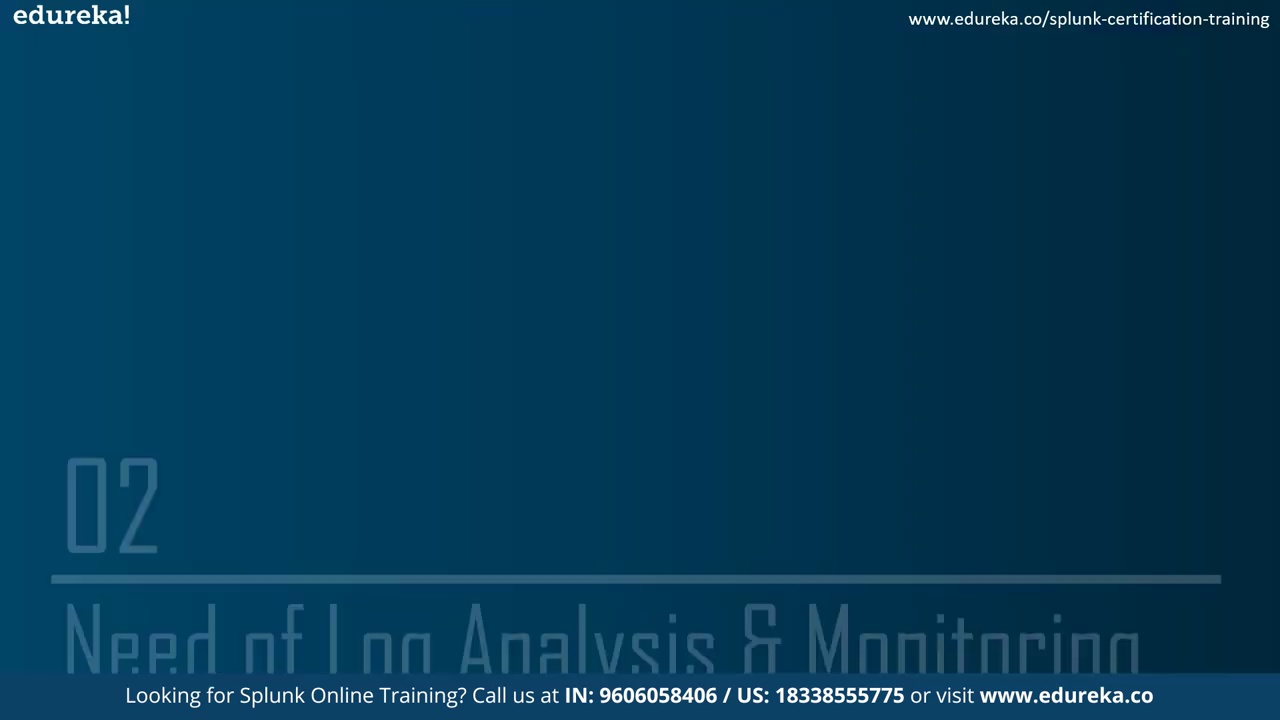 edureka!
www.edureka.co/splunk-certification-training
02
Need of Log Analysis & Monitoring
Looking for Splunk Online Training? Call us at IN: 9606058406 / US: 18338555775 or visit www.edureka.co